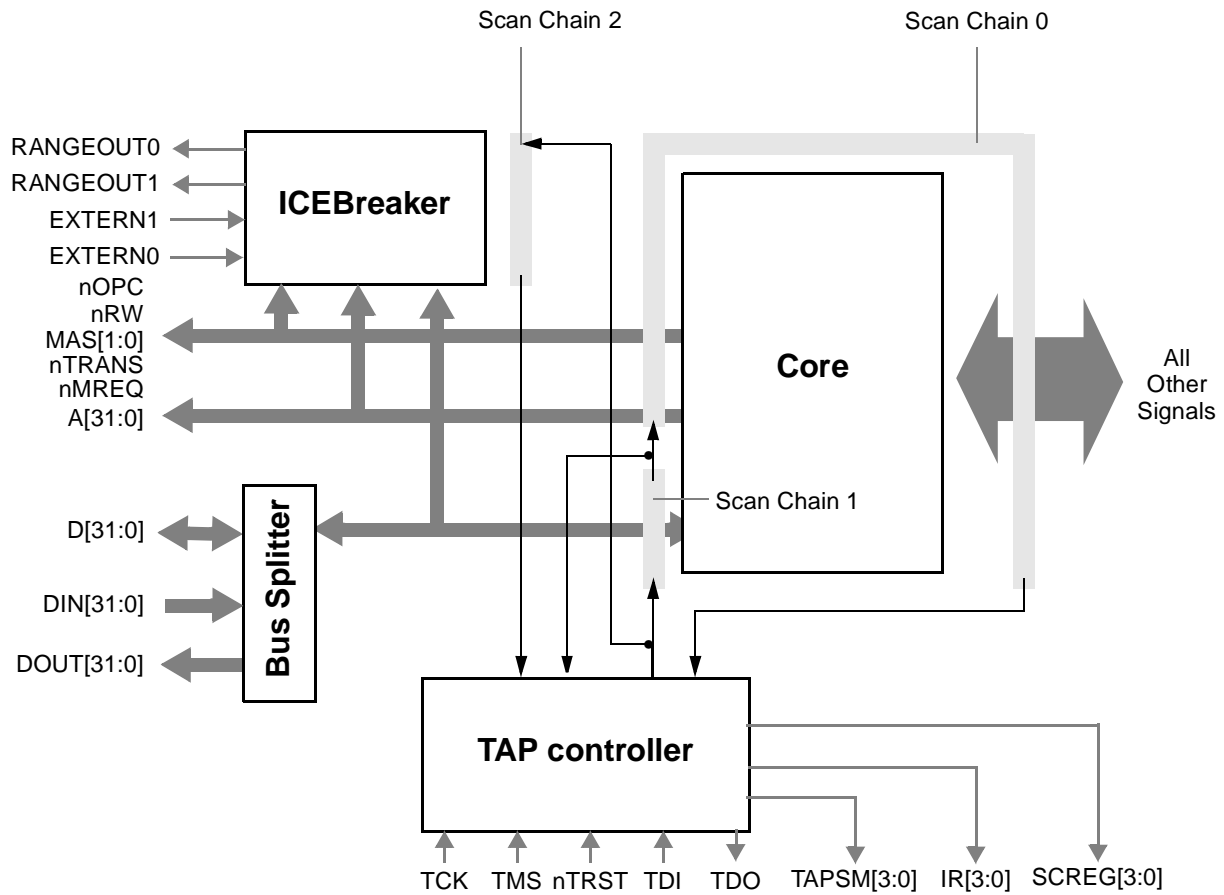 Scan Chain 2
Scan Chain 0
RANGEOUT0
RANGEOUT1
EXTERN1
EXTERN0
nOPC
nRW
MAS[1:0]
nTRANS
nMREQ
A[31:0]
ICEBreaker
Core
All
Other
Signals
Scan Chain 1
D[31:0]
DIN[31:0]
DOUT[31:0]
Bus Splitter
TAP controller
TCK
TMS
nTRST
TDI
TDO
TAPSM[3:0]
IR[3:0]
SCREG[3:0]